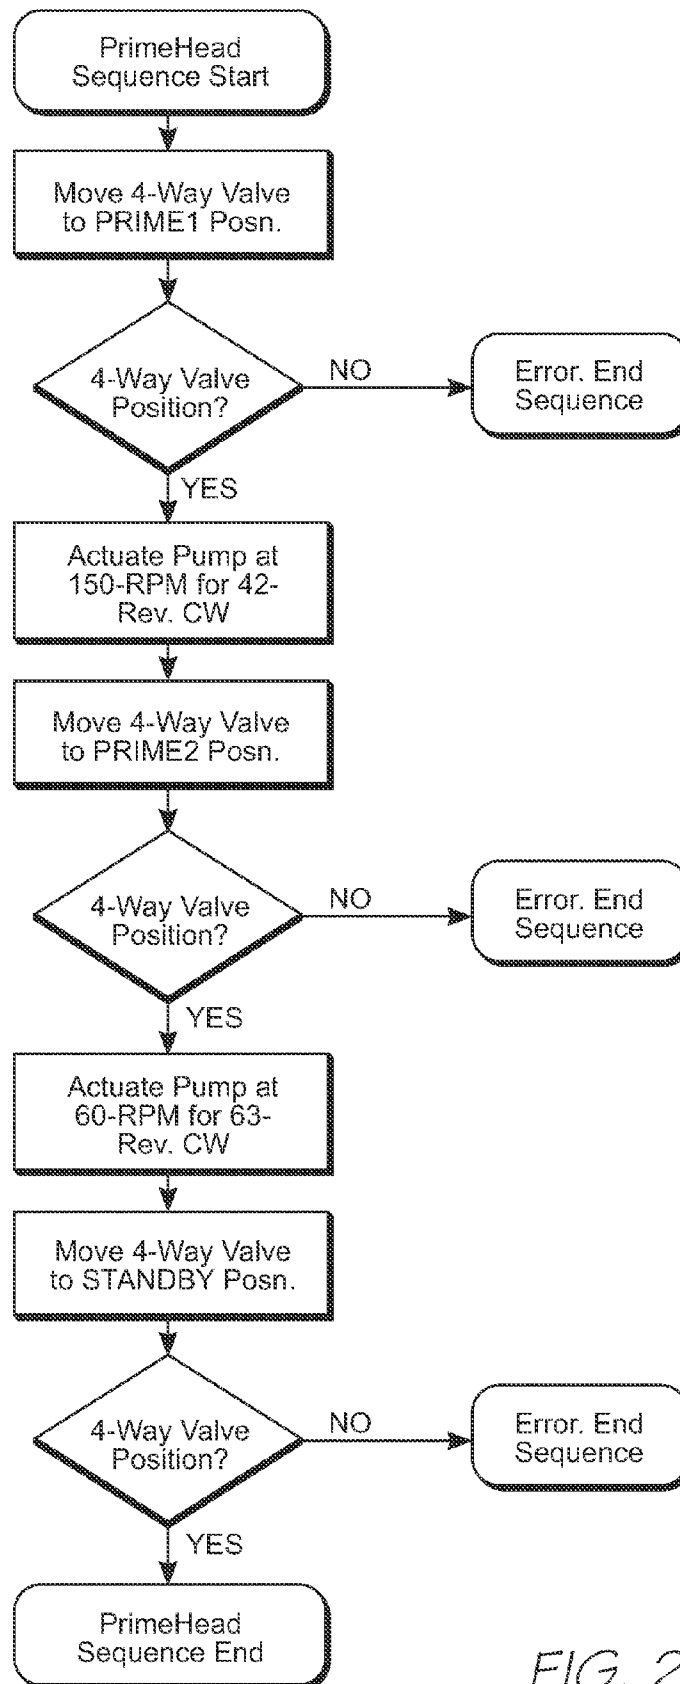 PrimeHead
Sequence Start
Move 4-Way Valve
to PRIME1 Posn.
4-Way Valve
Position?
NO
Error. End
Sequence
YES
Actuate Pump at
150-RPM for 42-
Rev. CW
Move 4-Way Valve
to PRIME2 Posn.
4-Way Valve
Position?
NO
Error. End
Sequence
YES
Actuate Pump at
60-RPM for 63-
Rev. CW
Move 4-Way Valve
to STANDBY Posn.
4-Way Valve
Position?
NO
Error. End
Sequence
YES
PrimeHead
Sequence End
FIG. 2